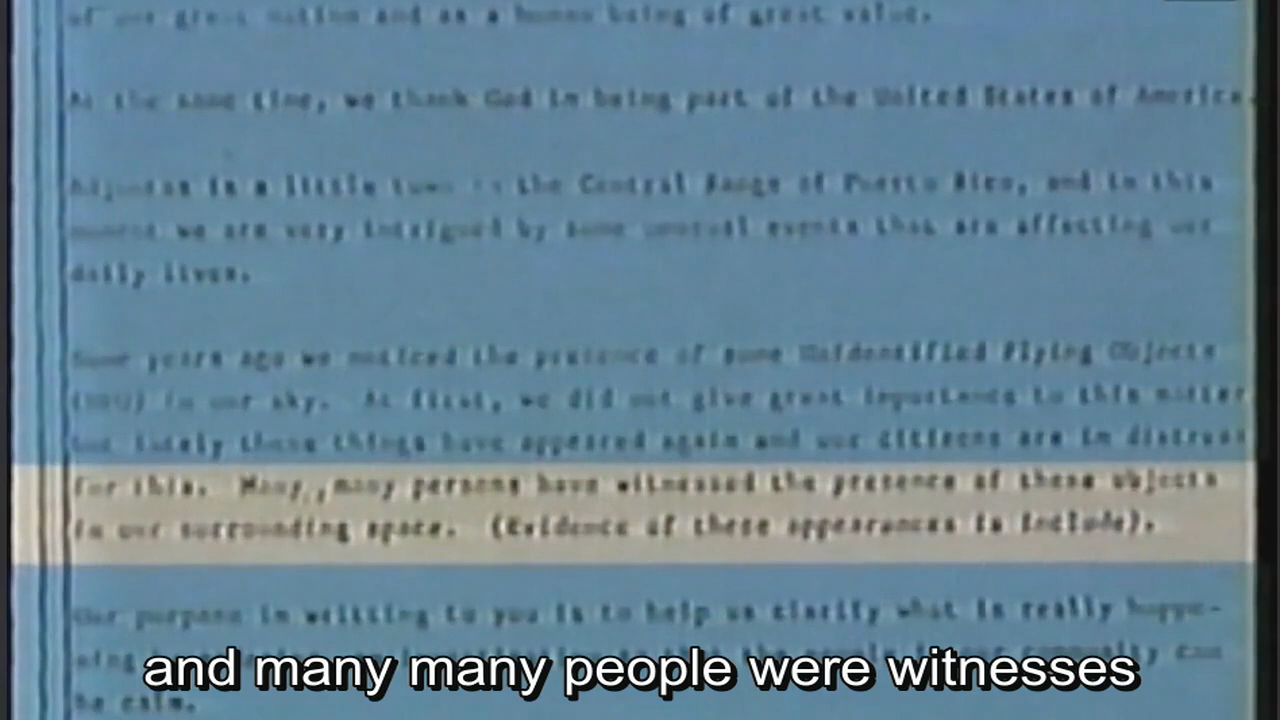 of our great nation and as a human being of great value.
At the same time, we thank God in being part of the United States of America.
Adjuntas is a little town in the Central Range of Puerto Rico, and in this
moment we are very intrigued by some unusual events that are affecting our
daily lives.
Some years ago we noticed the presence of some Unidentified Flying Objects
(UFO) in our sky. At first, we did not give great importance to this matter
but lately these things have appeared again and our citizens are in distress
for this. Many, many persons have witnessed the presence of these objects
in our surrounding space. (Evidence of these appearances is include).
Our purpose in writting to you is to help us clarify what is really happe-
ning can
be calm.
and many many people were witnesses